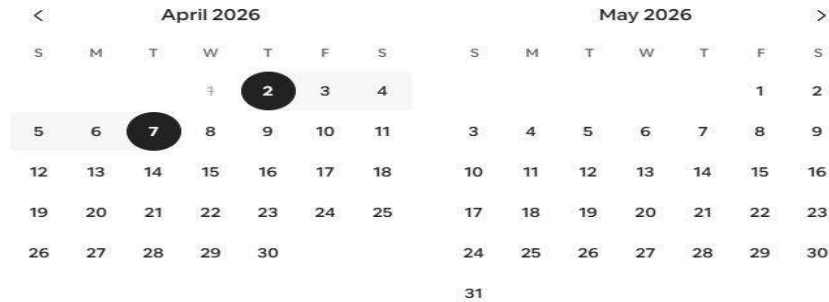 < April 2026
S M T W T F S
1 2 3 4
5 6 7 8 9 10 11
12 13 14 15 16 17 18
19 20 21 22 23 24 25
26 27 28 29 30
May 2026 >
S M T W T F S
1 2
3 4 5 6 7 8 9
10 11 12 13 14 15 16
17 18 19 20 21 22 23
24 25 26 27 28 29 30
31